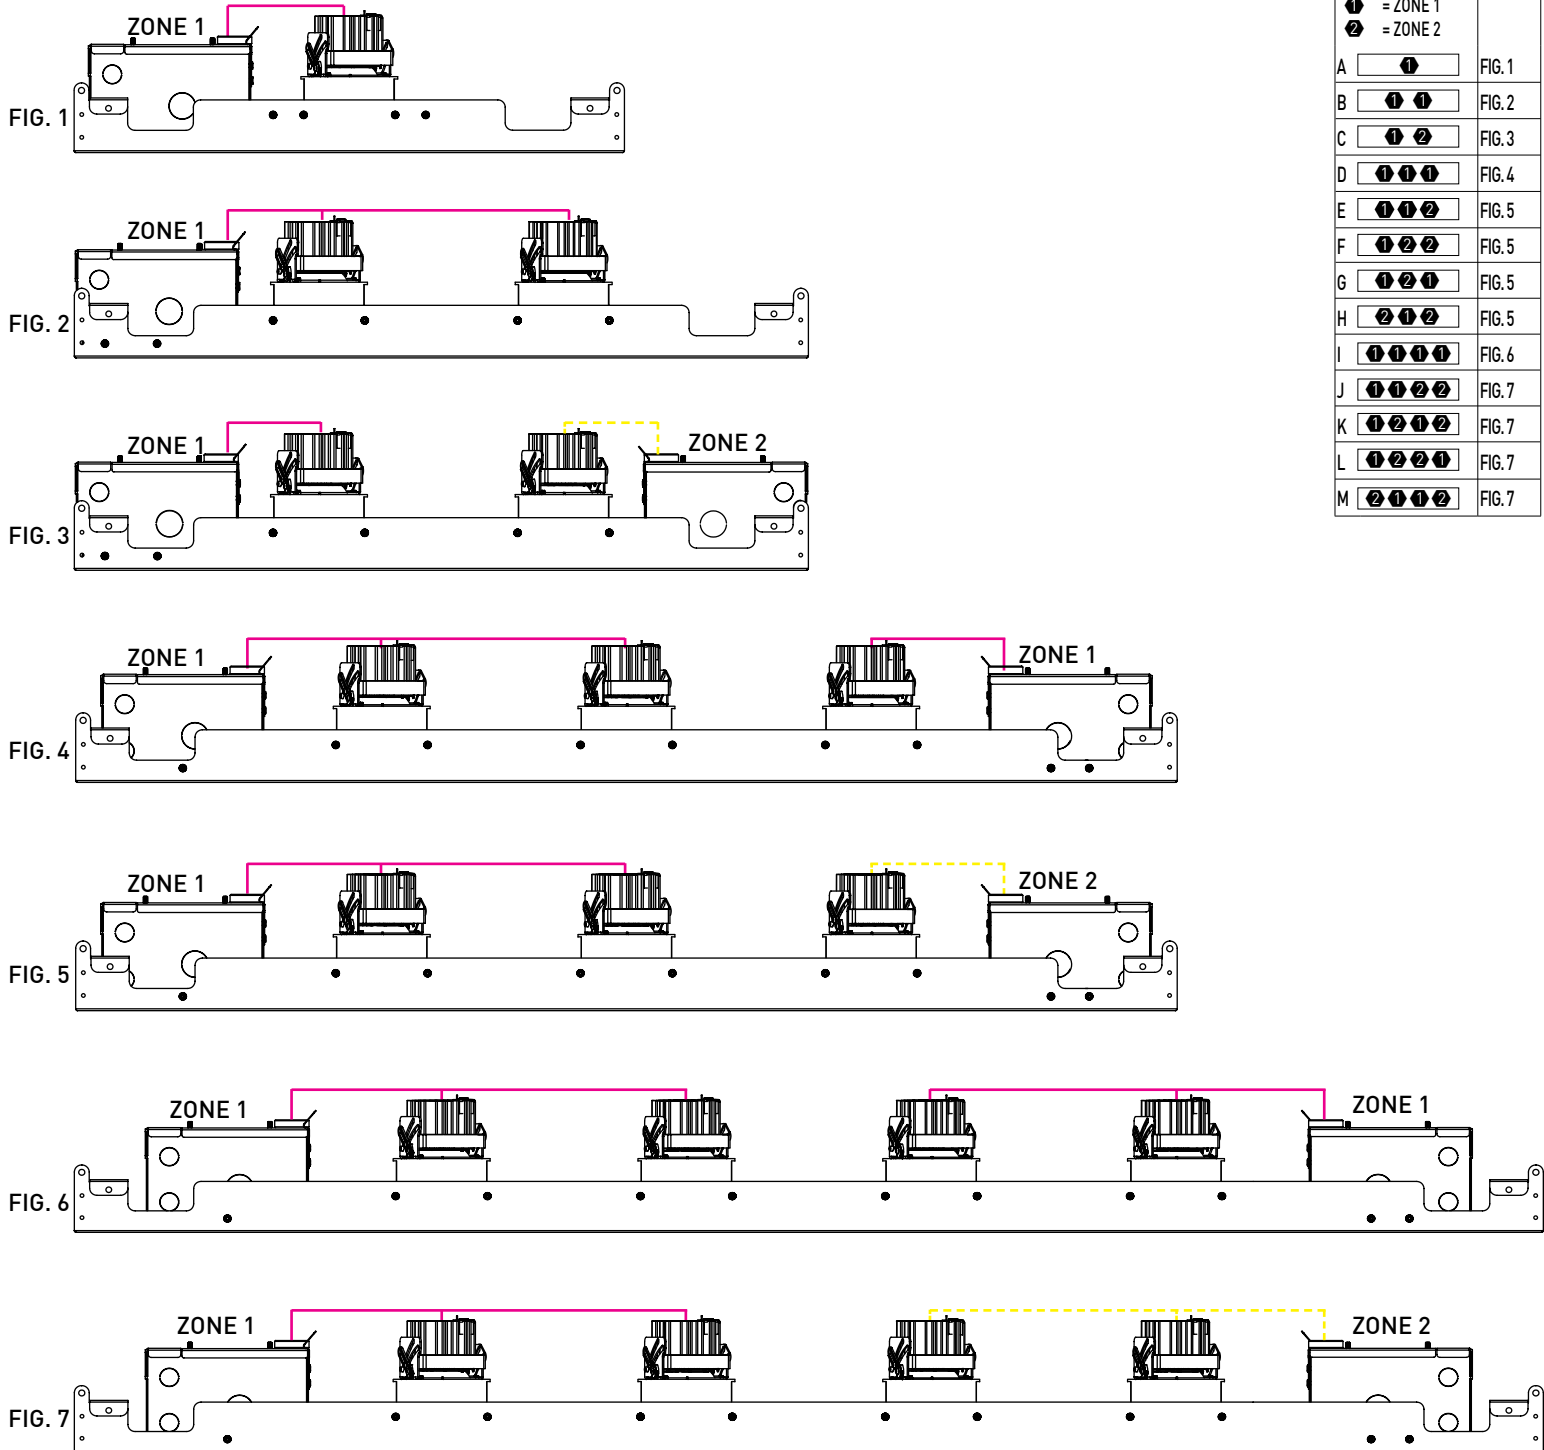 ZONE 1
FIG. 1
ZONE 1
FIG. 2
ZONE 1
ZONE 2
FIG. 3
ZONE 1
ZONE 1
FIG. 4
ZONE 1
ZONE 2
FIG. 5
ZONE 1
ZONE 1
FIG. 6
ZONE 1
ZONE 2
FIG. 7
1 = ZONE 1
2 = ZONE 2
A 1 FIG. 1
B 1 1 FIG. 2
C 1 2 FIG. 3
D 1 1 1 FIG. 4
E 1 1 2 FIG. 5
F 1 2 2 FIG. 5
G 1 2 1 FIG. 5
H 2 1 2 FIG. 5
I 1 1 1 1 FIG. 6
J 1 1 2 2 FIG. 7
K 1 2 1 2 FIG. 7
L 1 2 2 1 FIG. 7
M 2 1 1 2 FIG. 7